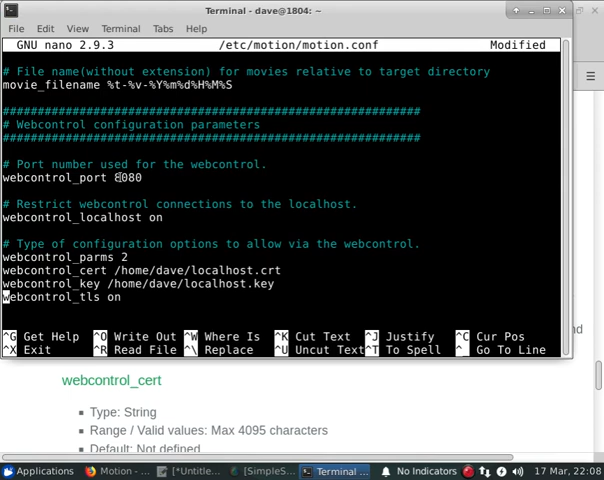 Terminal - dave@1804: ~
File Edit View Terminal Tabs Help
GNU nano 2.9.3 /etc/motion/motion.conf Modified
# File name(without extension) for movies relative to target directory
movie_filename %t-%v-%Y%m%d%H%M%S
############################################################
# Webcontrol configuration parameters
############################################################
# Port number used for the webcontrol.
webcontrol_port 8080
# Restrict webcontrol connections to the localhost.
webcontrol_localhost on
# Type of configuration options to allow via the webcontrol.
webcontrol_parms 2
webcontrol_cert /home/dave/localhost.crt
webcontrol_key /home/dave/localhost.key
webcontrol_tls on
^G Get Help ^O Write Out ^W Where Is ^K Cut Text ^J Justify ^C Cur Pos
^X Exit ^R Read File ^\ Replace ^U Uncut Text ^T To Spell ^_ Go To Line
webcontrol_cert
Type: String
Range / Valid values: Max 4095 characters
Default: Not defined
Applications Motion - ... [*Untitle... [SimpleS... Terminal ... No Indicators 17 Mar, 22:08